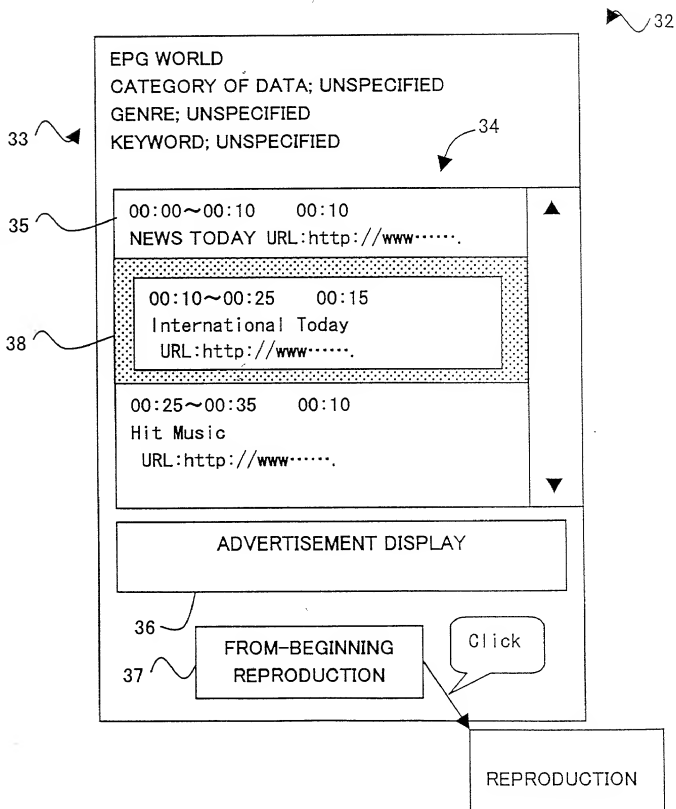 32
EPG WORLD
CATEGORY OF DATA; UNSPECIFIED
GENRE; UNSPECIFIED
KEYWORD; UNSPECIFIED
33
34
35
00:00～00:10 00:10
NEWS TODAY URL:http://www⋯⋯.
38
00:10～00:25 00:15
International Today
URL:http://www⋯⋯.
00:25～00:35 00:10
Hit Music
URL:http://www⋯⋯.
ADVERTISEMENT DISPLAY
36
37
FROM-BEGINNING
REPRODUCTION
Click
REPRODUCTION